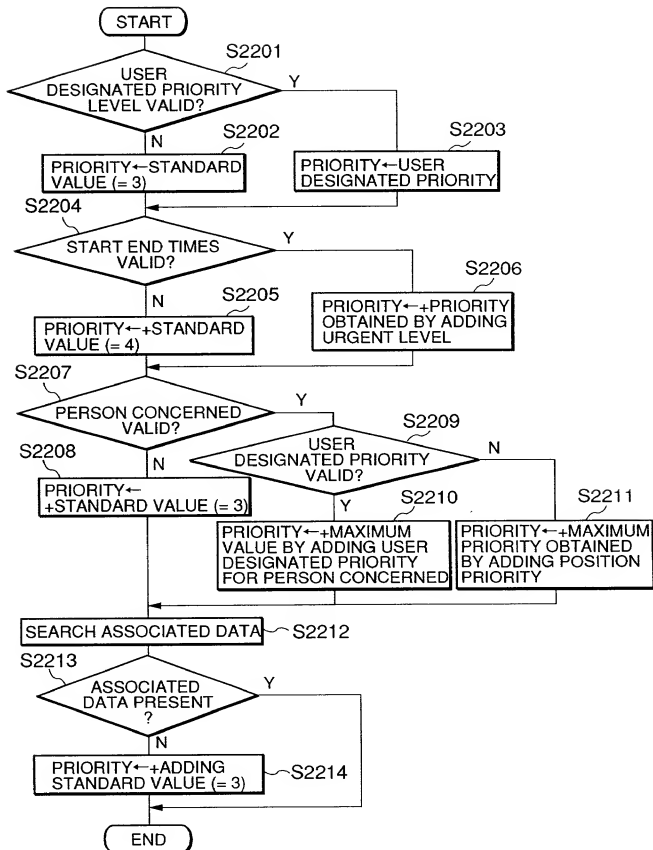 START
S2201
USER
DESIGNATED PRIORITY
LEVEL VALID?
Y
N
S2202
PRIORITY←STANDARD
VALUE (= 3)
S2203
PRIORITY←USER
DESIGNATED PRIORITY
S2204
START END TIMES
VALID?
Y
N
S2205
PRIORITY←+STANDARD
VALUE (= 4)
S2206
PRIORITY←+PRIORITY
OBTAINED BY ADDING
URGENT LEVEL
S2207
PERSON CONCERNED
VALID?
Y
N
S2208
PRIORITY←
+STANDARD VALUE (= 3)
S2209
USER
DESIGNATED PRIORITY
VALID?
N
Y
S2210
PRIORITY←+MAXIMUM
VALUE BY ADDING USER
DESIGNATED PRIORITY
FOR PERSON CONCERNED
S2211
PRIORITY←+MAXIMUM
PRIORITY OBTAINED
BY ADDING POSITION
PRIORITY
SEARCH ASSOCIATED DATA
S2212
S2213
ASSOCIATED
DATA PRESENT
?
Y
N
PRIORITY←+ADDING
STANDARD VALUE (= 3)
S2214
END